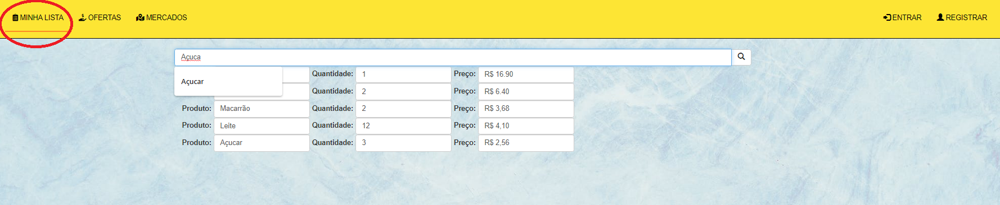 MINHA LISTA OFERTAS MERCADOS ENTRAR REGISTRAR
Açuca
Açucar
Quantidade: 1 Preço: R$ 16.90
Quantidade: 2 Preço: R$ 6.40
Produto: Macarrão Quantidade: 2 Preço: R$ 3,68
Produto: Leite Quantidade: 12 Preço: R$ 4,10
Produto: Açucar Quantidade: 3 Preço: R$ 2,56